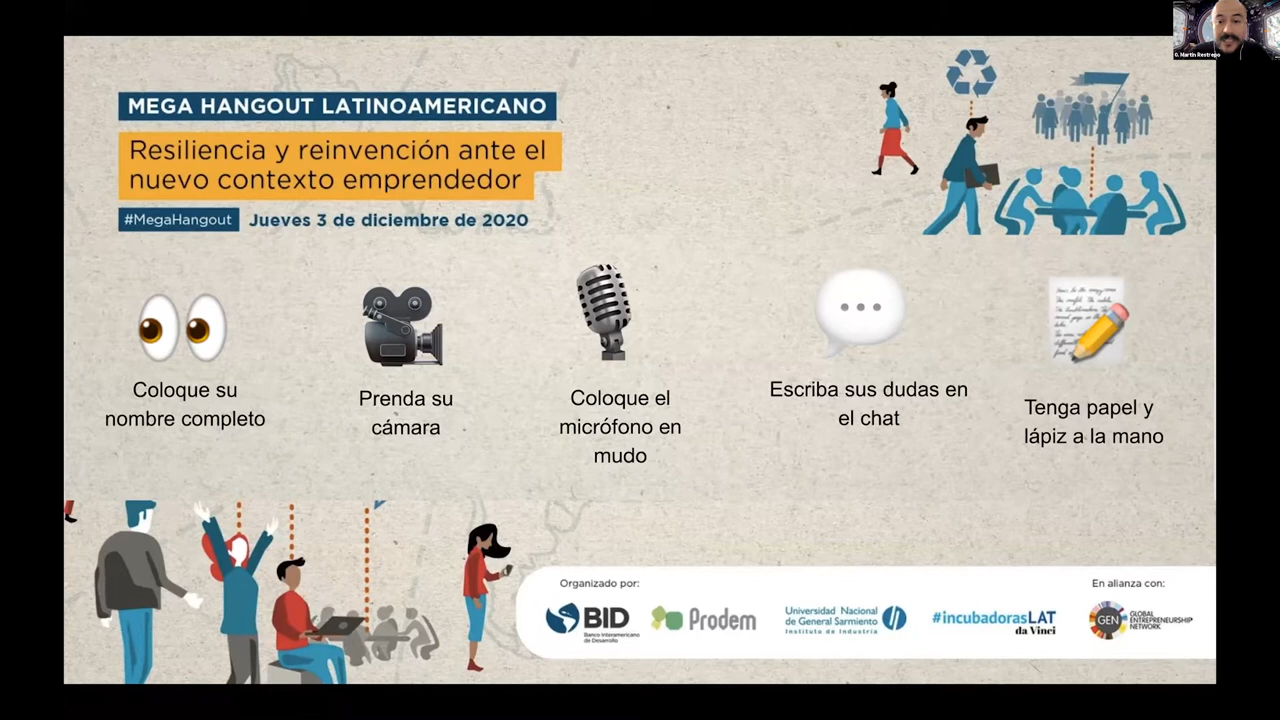 G. Martín Restrepo
MEGA HANGOUT LATINOAMERICANO
Resiliencia y reinvención ante el
nuevo contexto emprendedor
#MegaHangout
Jueves 3 de diciembre de 2020
Coloque su
nombre completo
Prenda su
cámara
Coloque el
micrófono en
mudo
Escriba sus dudas en
el chat
Tenga papel y
lápiz a la mano
Organizado por:
BID
Banco Interamericano
de Desarrollo
Prodem
Universidad Nacional
de General Sarmiento
Instituto de Industria
#incubadorasLAT
da Vinci
En alianza con:
GEN
GLOBAL
ENTREPRENEURSHIP
NETWORK